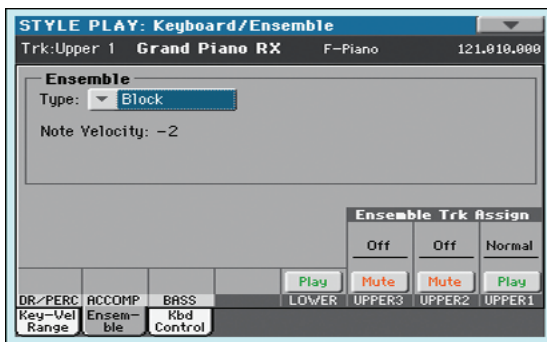 STYLE PLAY: Keyboard/Ensemble
Trk:Upper 1 Grand Piano RX F-Piano 121.010.000
Ensemble
Type: Block
Note Velocity: -2
Ensemble Trk Assign
Off Off Normal
Play Mute Mute Play
DR/PERC ACCOMP BASS LOWER UPPER3 UPPER2 UPPER1
Key-Vel Range Ensem-ble Kbd Control